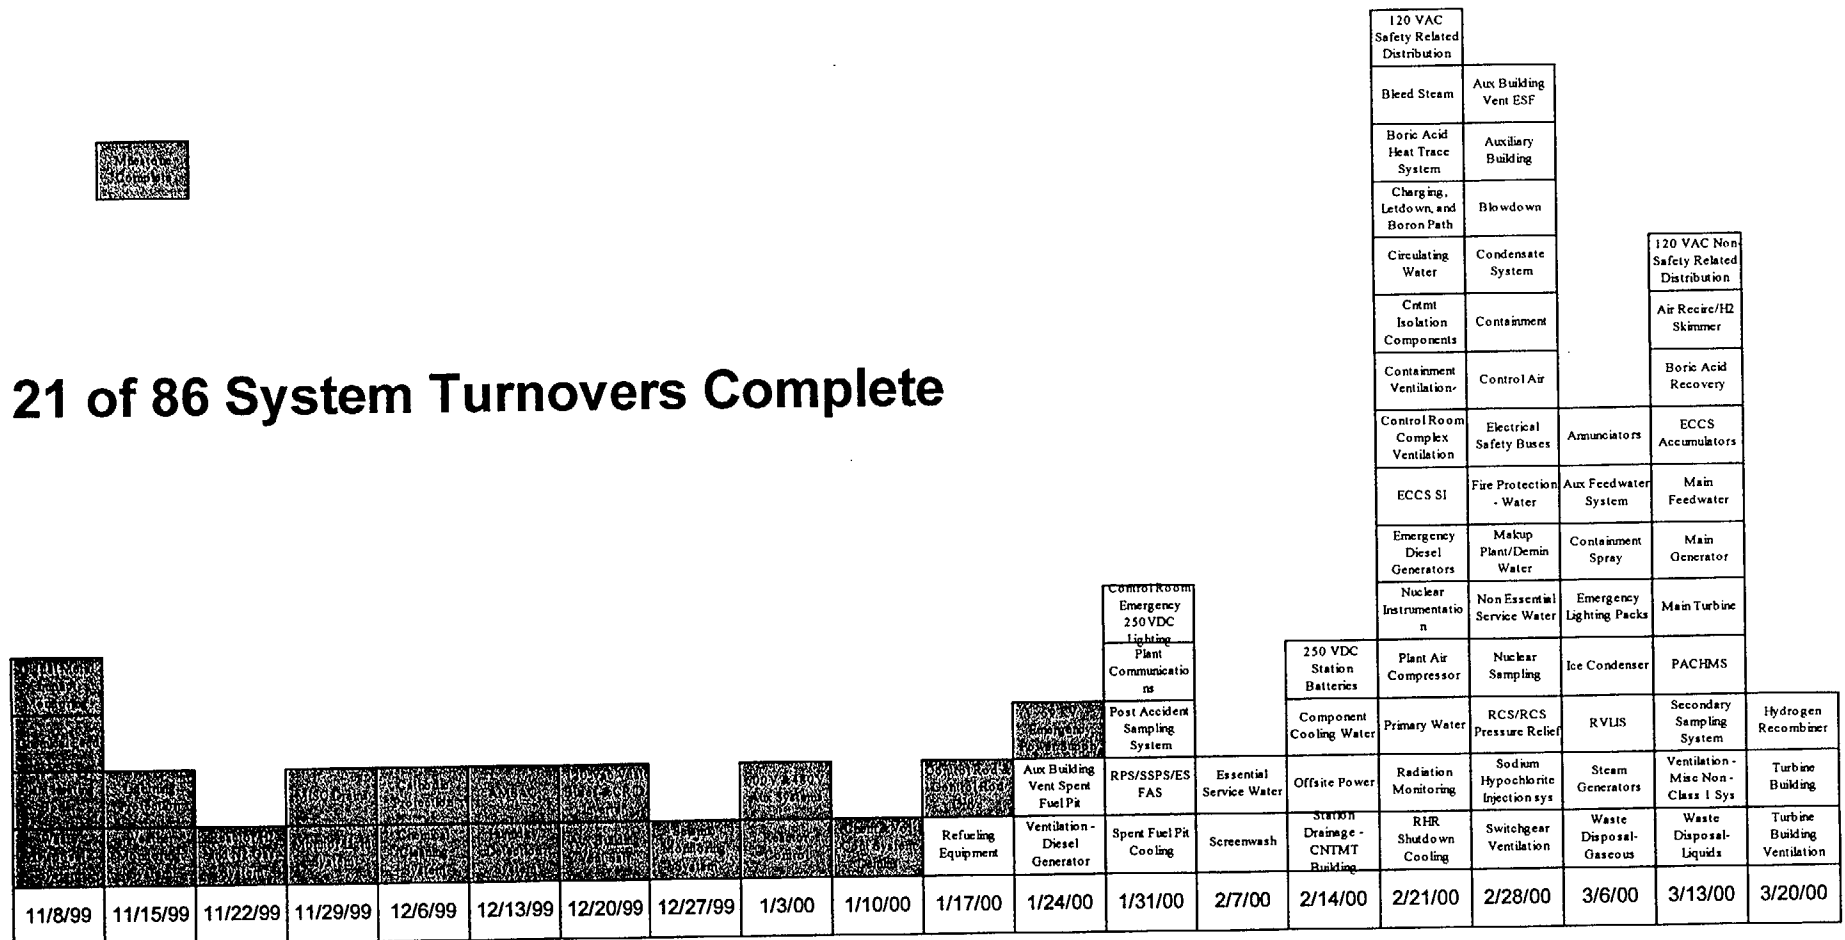 Milestone
Complete
21 of 86 System Turnovers Complete
Refueling
Equipment
Emergency
Aux Building
Vent Spent
Fuel Pit
Ventilation -
Diesel
Generator
Control Room
Emergency
250VDC
Lighting
Plant
Communicatio
ns
Post Accident
Sampling
System
RPS/SSPS/ES
FAS
Spent Fuel Pit
Cooling
Essential
Service Water
Screenwash
250 VDC
Station
Batteries
Component
Cooling Water
Offsite Power
Station
Drainage -
CNTMT
Building
120 VAC
Safety Related
Distribution
Bleed Steam
Boric Acid
Heat Trace
System
Charging,
Letdown, and
Boron Path
Circulating
Water
Cntmt
Isolation
Components
Containment
Ventilation-
Control Room
Complex
Ventilation
ECCS SI
Emergency
Diesel
Generators
Nuclear
Instrumentatio
n
Plant Air
Compressor
Primary Water
Radiation
Monitoring
RHR
Shutdown
Cooling
Aux Building
Vent ESF
Auxiliary
Building
Blowdown
Condensate
System
Containment
Control Air
Electrical
Safety Buses
Fire Protection
- Water
Makup
Plant/Demin
Water
Non Essential
Service Water
Nuclear
Sampling
RCS/RCS
Pressure Relief
Sodium
Hypochlorite
Injection sys
Switchgear
Ventilation
Annunciators
Aux Feedwater
System
Containment
Spray
Emergency
Lighting Packs
Ice Condenser
RVLIS
Steam
Generators
Waste
Disposal-
Gaseous
120 VAC Non-
Safety Related
Distribution
Air Recirc/H2
Skimmer
Boric Acid
Recovery
ECCS
Accumulators
Main
Feedwater
Main
Generator
Main Turbine
PACHMS
Secondary
Sampling
System
Ventilation -
Misc Non -
Class 1 Sys
Waste
Disposal-
Liquids
Hydrogen
Recombiner
Turbine
Building
Turbine
Building
Ventilation
11/8/99 11/15/99 11/22/99 11/29/99 12/6/99 12/13/99 12/20/99 12/27/99 1/3/00 1/10/00 1/17/00 1/24/00 1/31/00 2/7/00 2/14/00 2/21/00 2/28/00 3/6/00 3/13/00 3/20/00